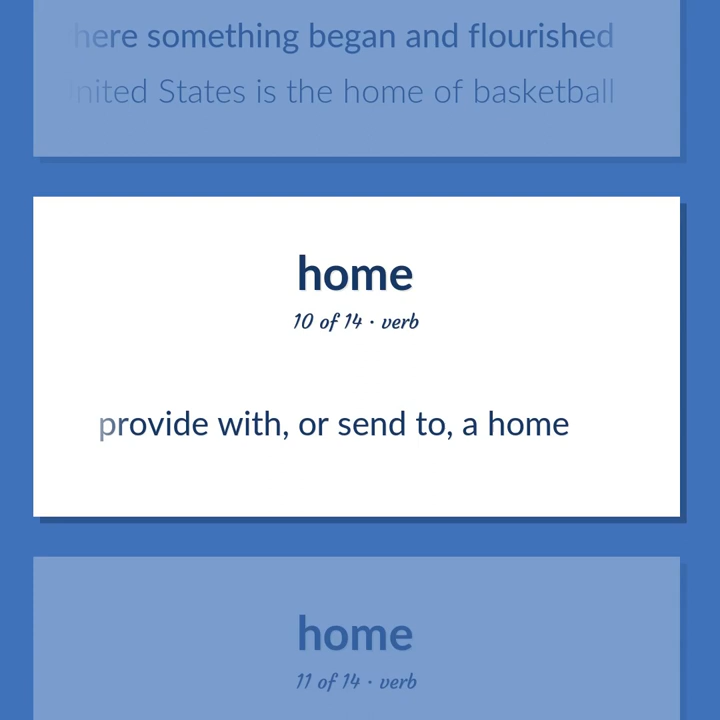 here something began and flourished
United States is the home of basketball
home
10 of 14 · verb
provide with, or send to, a home
home
11 of 14 · verb